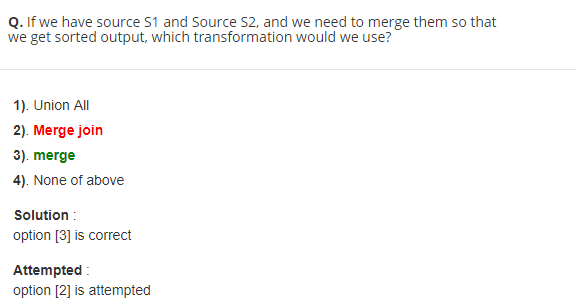 Q. If we have source S1 and Source S2, and we need to merge them so that
we get sorted output, which transformation would we use?
1). Union All
2). Merge join
3). merge
4). None of above
Solution :
option [3] is correct
Attempted :
option [2] is attempted